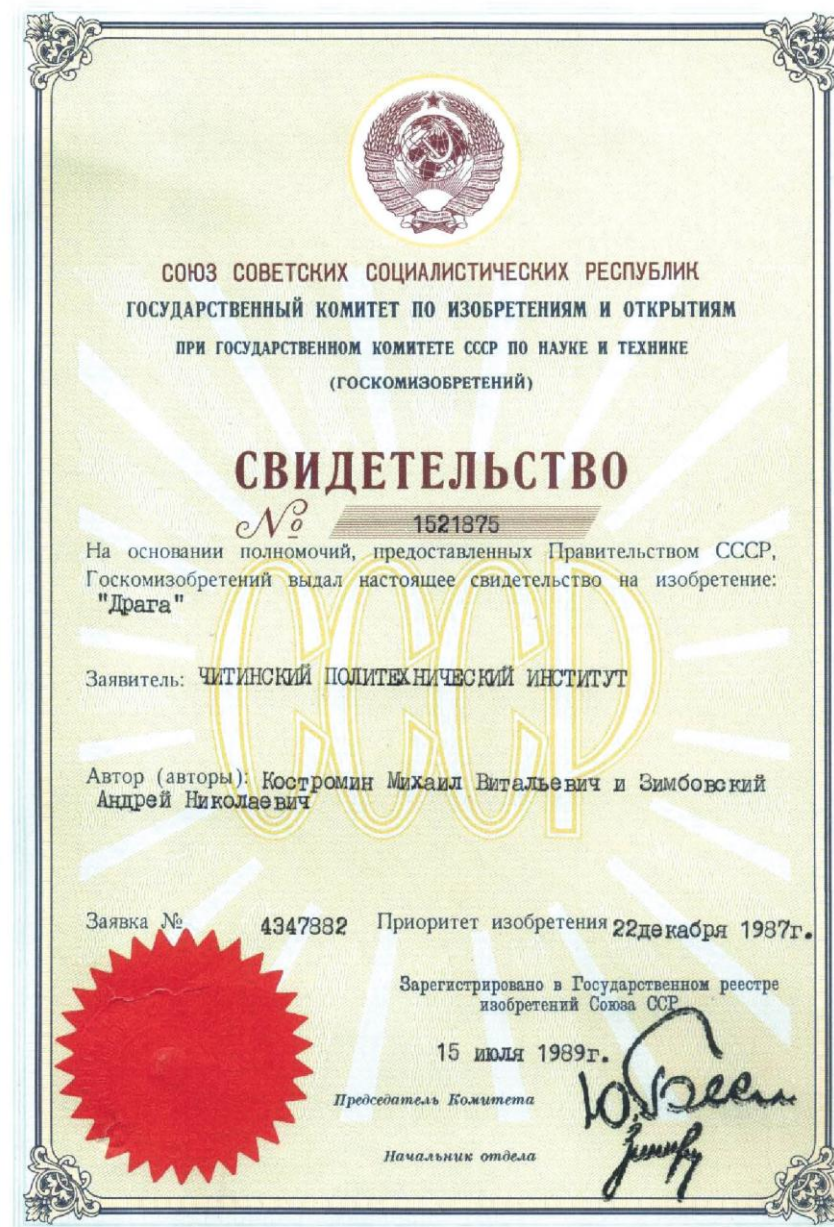 СОЮЗ СОВЕТСКИХ СОЦИАЛИСТИЧЕСКИХ РЕСПУБЛИК
ГОСУДАРСТВЕННЫЙ КОМИТЕТ ПО ИЗОБРЕТЕНИЯМ И ОТКРЫТИЯМ
ПРИ ГОСУДАРСТВЕННОМ КОМИТЕТЕ СССР ПО НАУКЕ И ТЕХНИКЕ
(ГОСКОМИЗОБРЕТЕНИЙ)
СВИДЕТЕЛЬСТВО
№ 1521875
На основании полномочий, предоставленных Правительством СССР,
Госкомизобретений выдал настоящее свидетельство на изобретение:
"Драга"
СССР
Заявитель: ЧИТИНСКИЙ ПОЛИТЕХНИЧЕСКИЙ ИНСТИТУТ
Автор (авторы): Костромин Михаил Витальевич и Зимбовский
Андрей Николаевич
Заявка № 4347882 Приоритет изобретения 22декабря 1987г.
Зарегистрировано в Государственном реестре
изобретений Союза ССР
15 июля 1989г.
Председатель Комитета
Начальник отдела